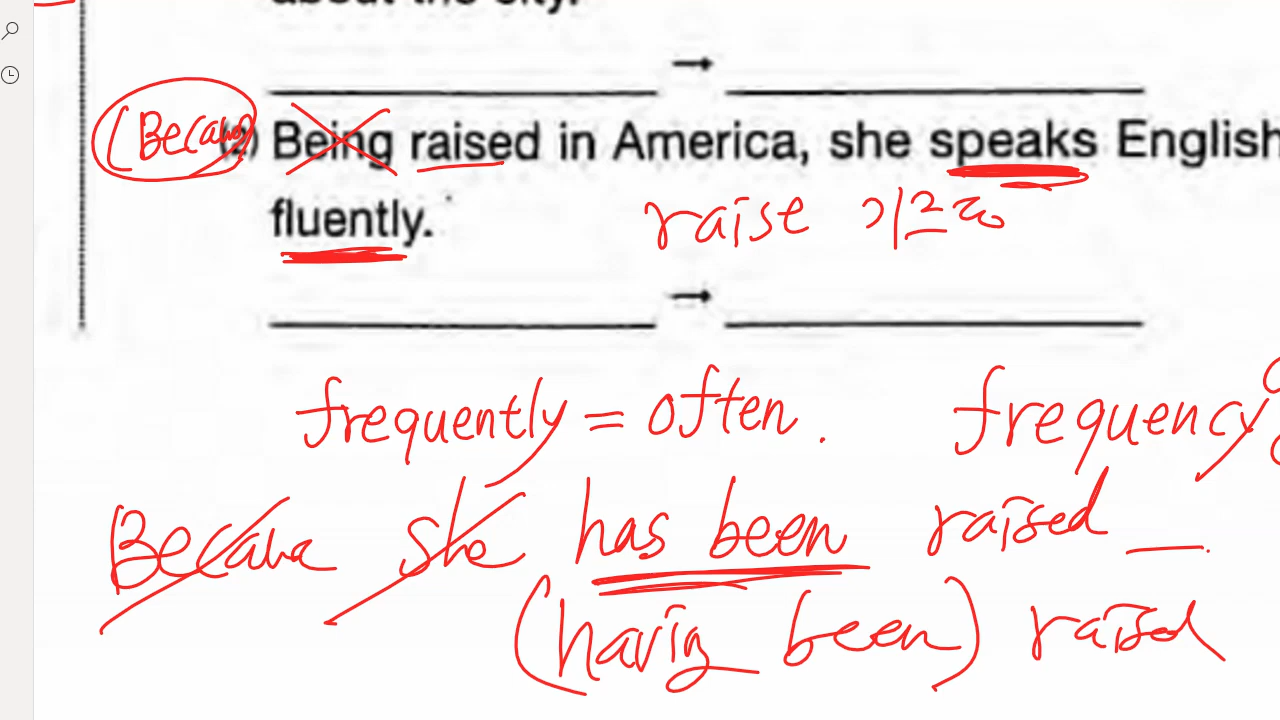 about the city.
→
(Because (2) Being raised in America, she speaks English
fluently.
raise 기르다
→
frequently = often. frequency
Because she has been raised
(having been) raised